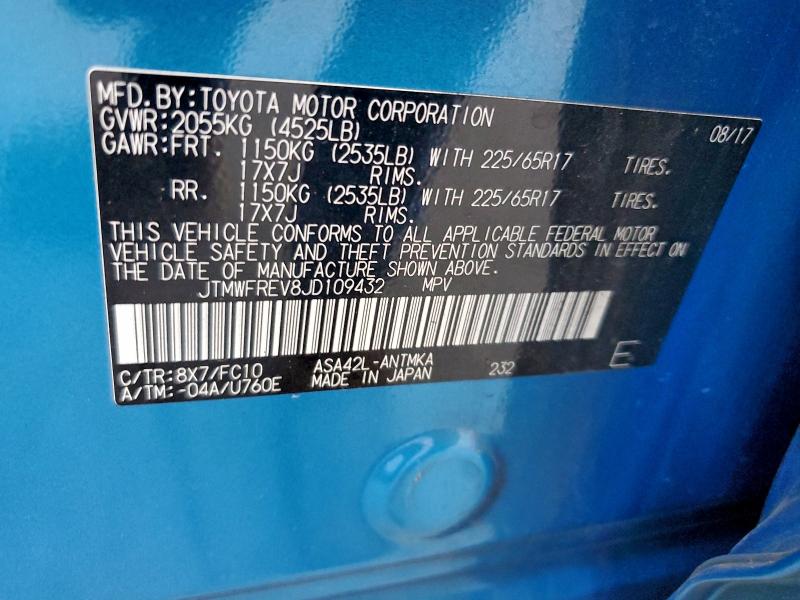 MFD. BY: TOYOTA MOTOR CORPORATION 08/17
GVWR: 2055KG (4525LB)
GAWR: FRT. 1150KG (2535LB) WITH 225/65R17 TIRES.
17X7J RIMS.
RR. 1150KG (2535LB) WITH 225/65R17 TIRES.
17X7J RIMS.
THIS VEHICLE CONFORMS TO ALL APPLICABLE FEDERAL MOTOR
VEHICLE SAFETY AND THEFT PREVENTION STANDARDS IN EFFECT ON
THE DATE OF MANUFACTURE SHOWN ABOVE.
JTMWFREV8JD109432 MPV
C/TR: 8X7/FC10 ASA42L-ANTMKA 232 E
A/TM: -04A/U760E MADE IN JAPAN